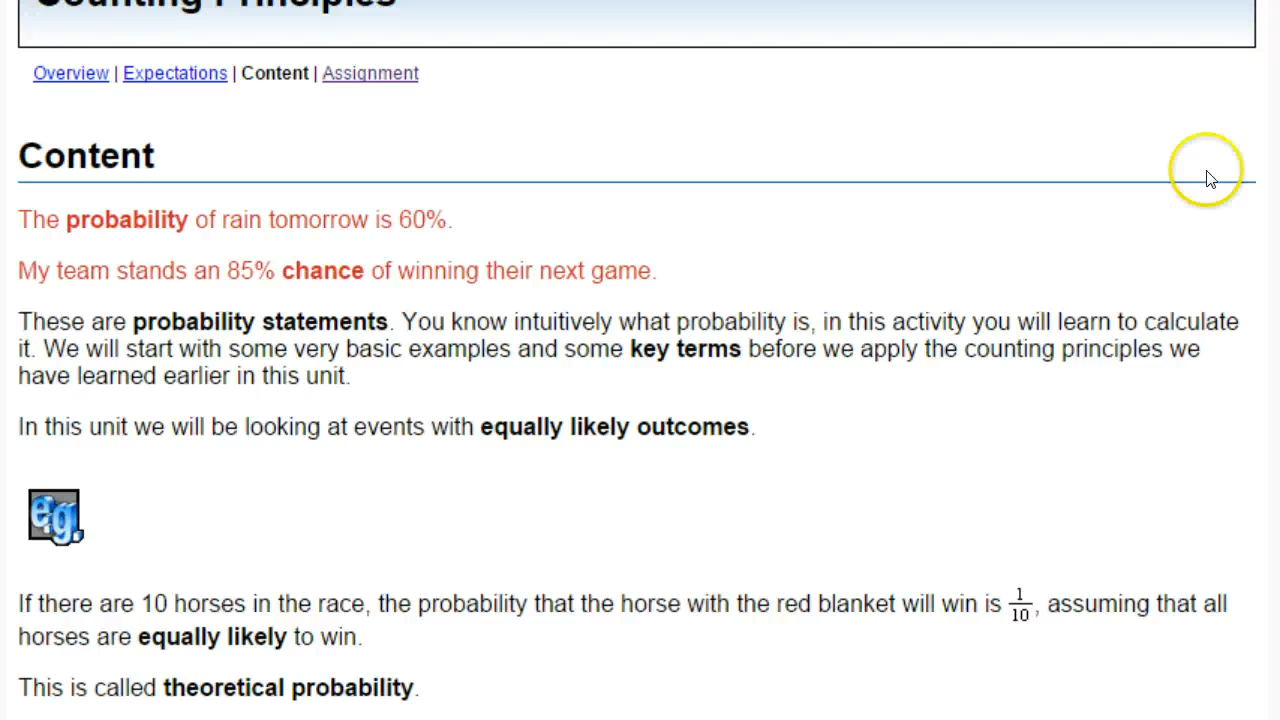 Counting Principles
Overview | Expectations | Content | Assignment
Content
The probability of rain tomorrow is 60%.
My team stands an 85% chance of winning their next game.
These are probability statements. You know intuitively what probability is, in this activity you will learn to calculate
it. We will start with some very basic examples and some key terms before we apply the counting principles we
have learned earlier in this unit.
In this unit we will be looking at events with equally likely outcomes.
e.g.
If there are 10 horses in the race, the probability that the horse with the red blanket will win is 1/10, assuming that all
horses are equally likely to win.
This is called theoretical probability.